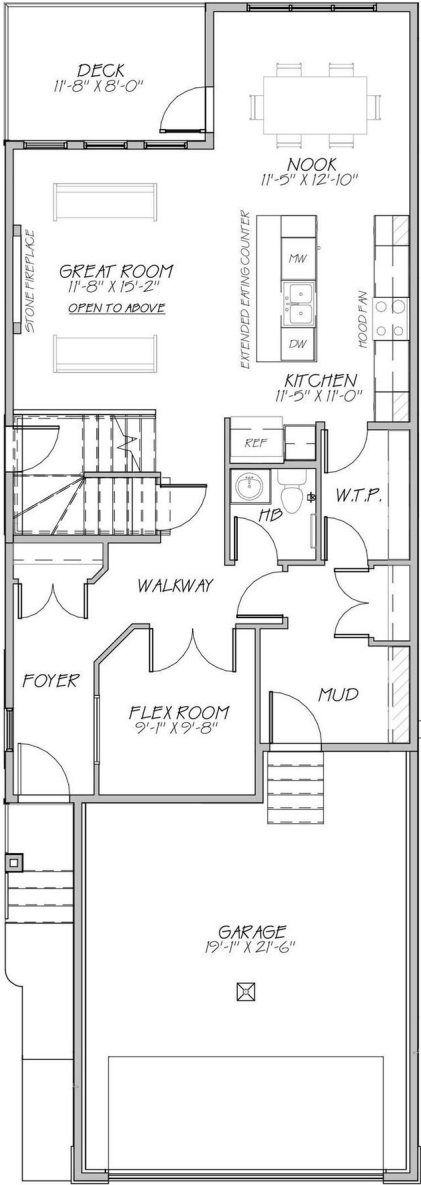 DECK
11'-8" X 8'-0"
NOOK
11'-5" X 12'-10"
STONE FIREPLACE
GREAT ROOM
11'-8" X 15'-2"
OPEN TO ABOVE
EXTENDED EATING COUNTER
MW
DW
HOOD FAN
KITCHEN
11'-5" X 11'-0"
REF
HB
W.T.P.
WALKWAY
FOYER
FLEX ROOM
9'-1" X 9'-8"
MUD
GARAGE
19'-1" X 21'-6"